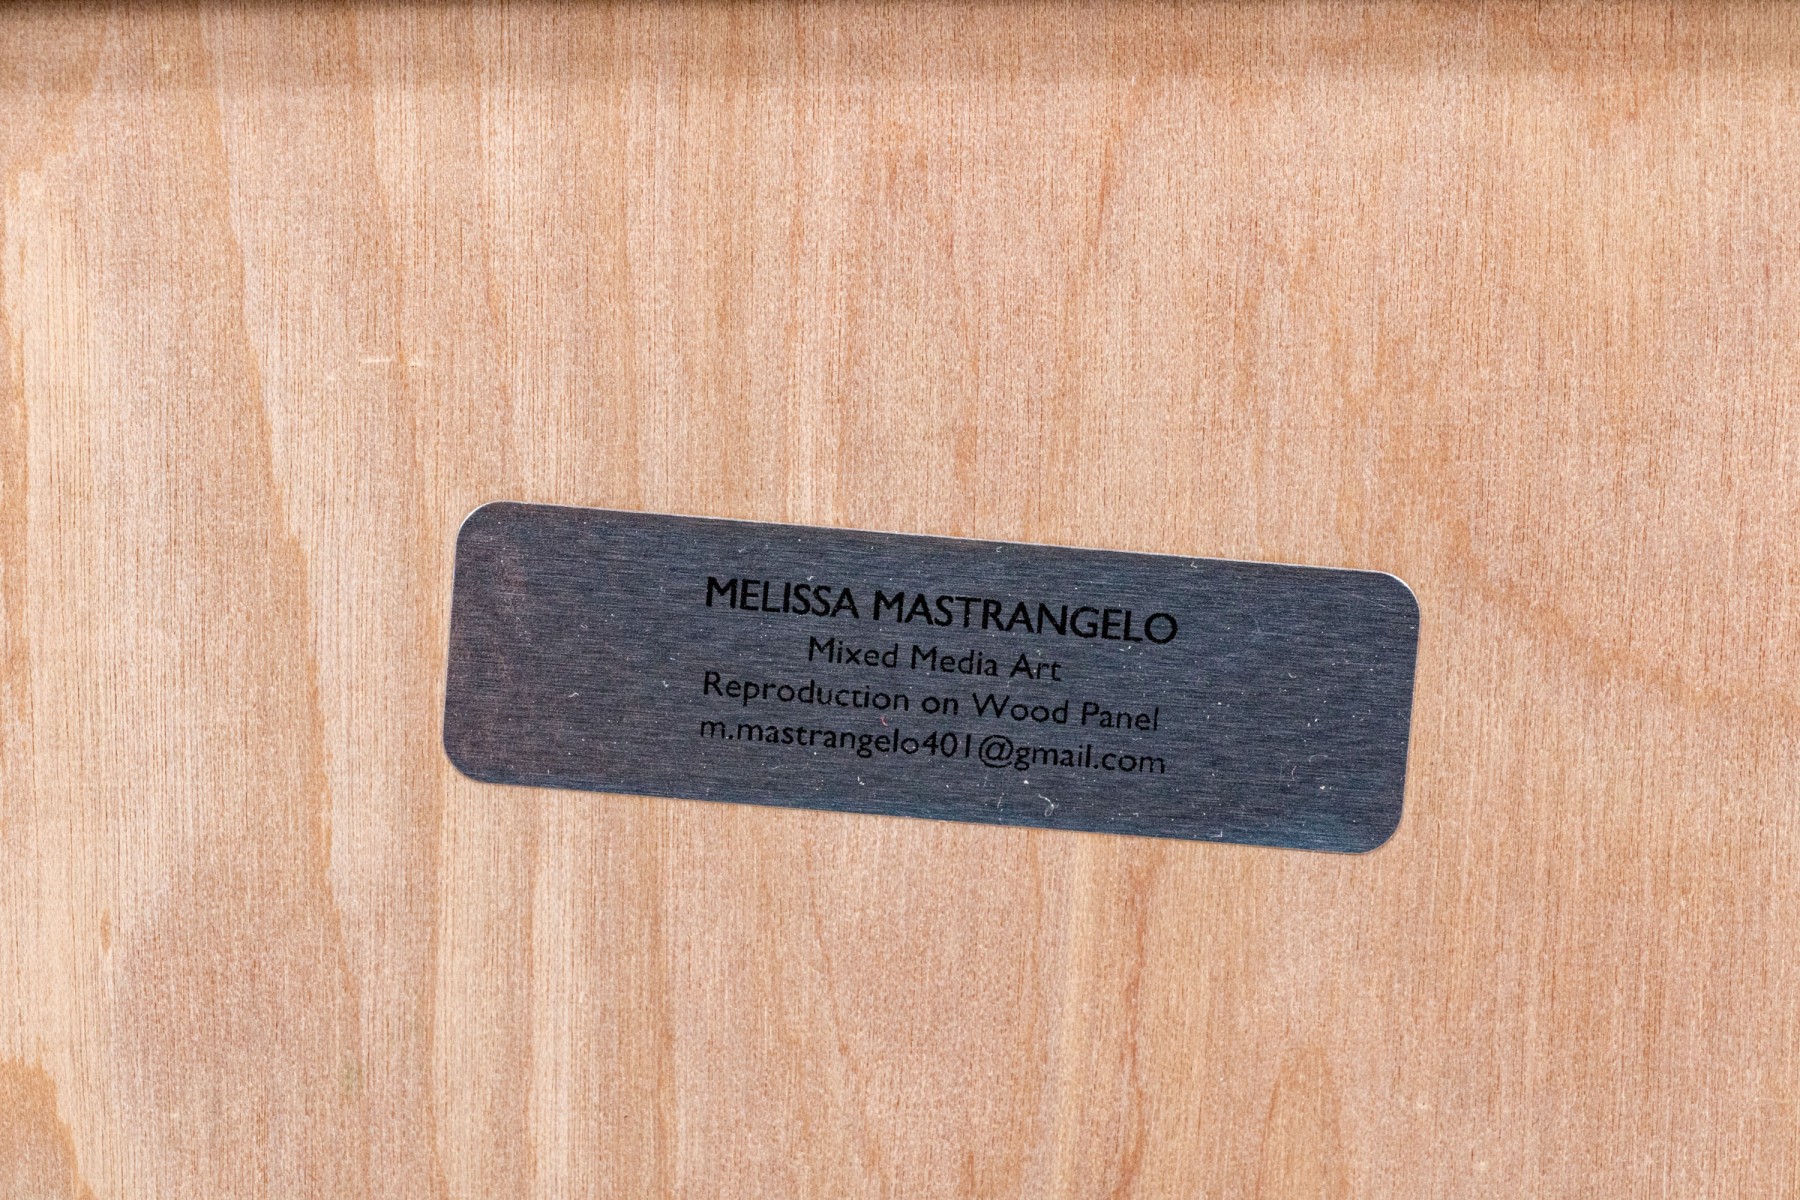 MELISSA MASTRANGELO
Mixed Media Art
Reproduction on Wood Panel
m.mastrangelo401@gmail.com